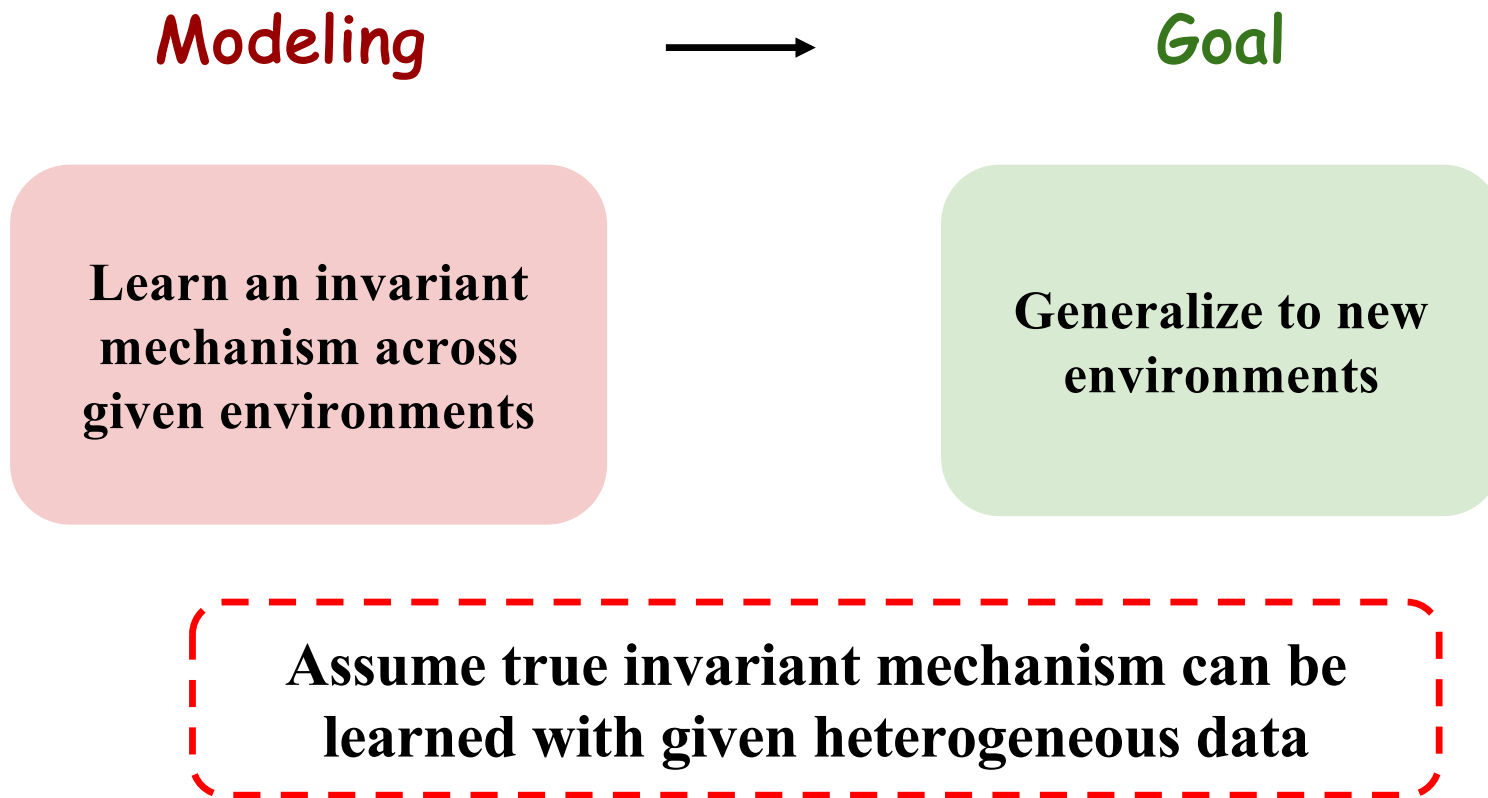 Modeling
Goal
Learn an invariant
mechanism across
given environments
Generalize to new
environments
Assume true invariant mechanism can be
learned with given heterogeneous data